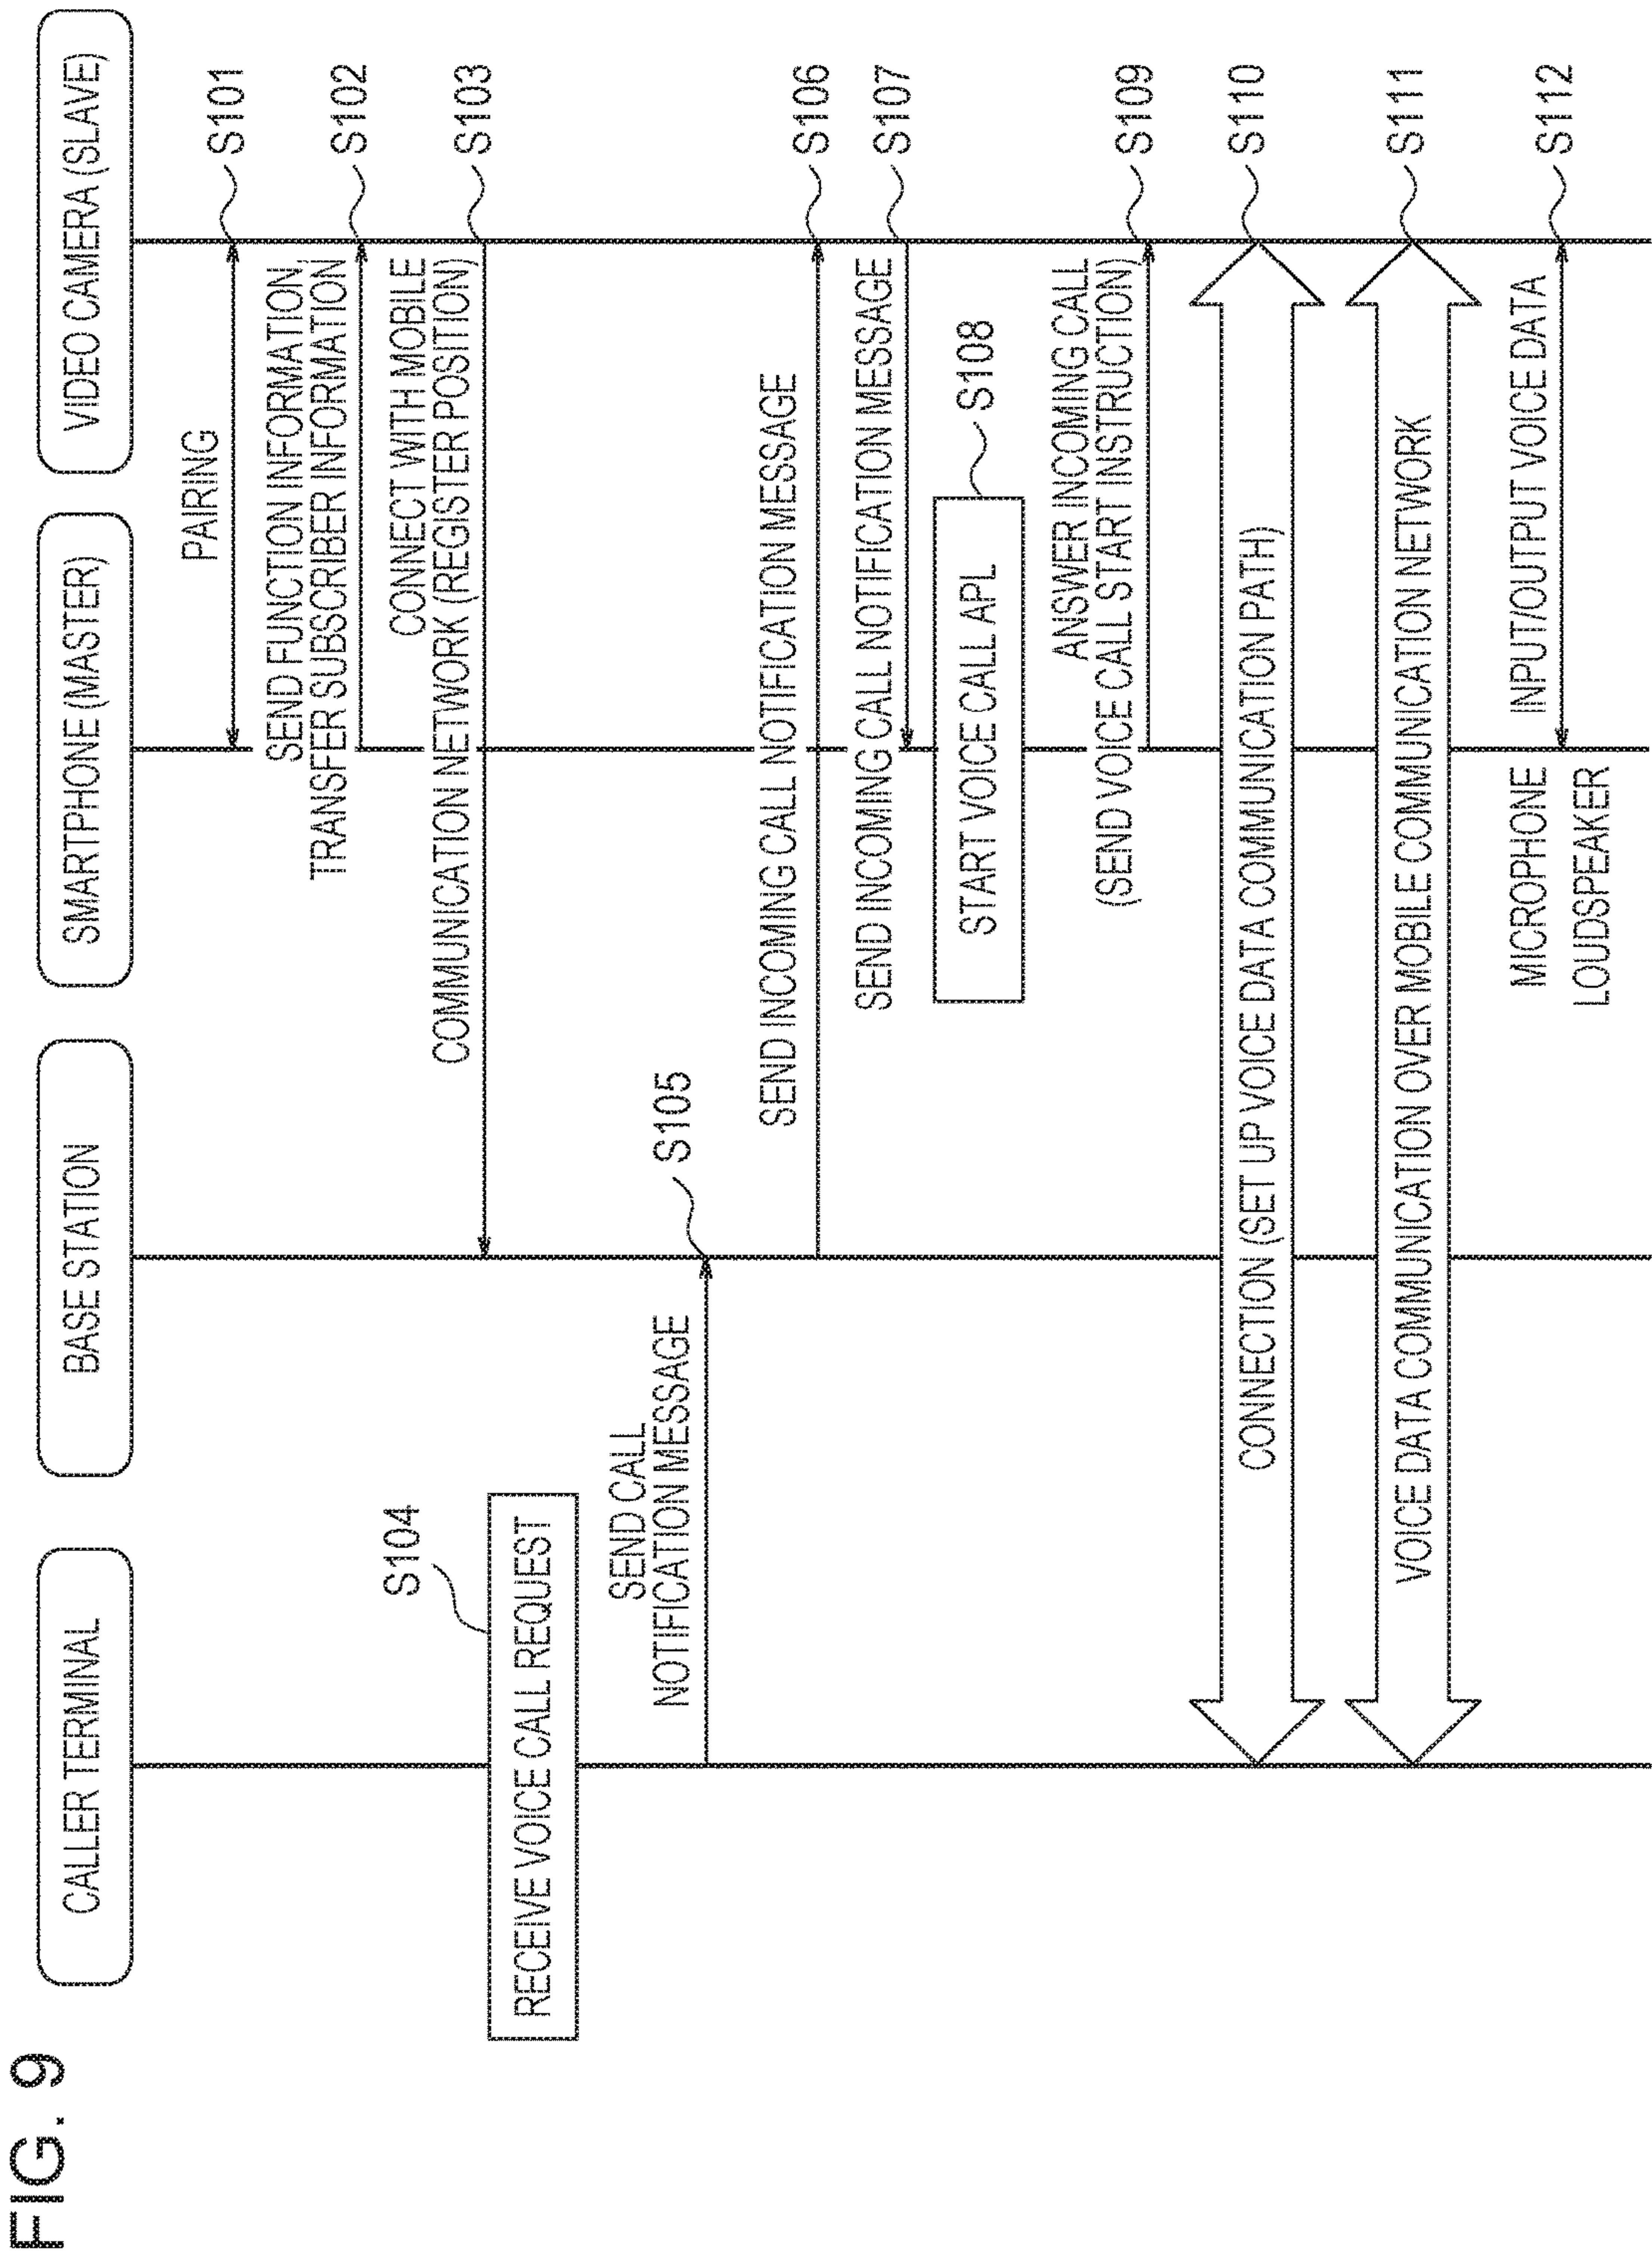 FIG. 9
CALLER TERMINAL
BASE STATION
SMARTPHONE (MASTER)
VIDEO CAMERA (SLAVE)
PAIRING
S101
SEND FUNCTION INFORMATION,
TRANSFER SUBSCRIBER INFORMATION
S102
CONNECT WITH MOBILE
COMMUNICATION NETWORK (REGISTER POSITION)
S103
S104
RECEIVE VOICE CALL REQUEST
SEND CALL
NOTIFICATION MESSAGE
S105
SEND INCOMING CALL NOTIFICATION MESSAGE
S106
SEND INCOMING CALL NOTIFICATION MESSAGE
S107
START VOICE CALL APL
S108
ANSWER INCOMING CALL
(SEND VOICE CALL START INSTRUCTION)
S109
CONNECTION (SET UP VOICE DATA COMMUNICATION PATH)
S110
VOICE DATA COMMUNICATION OVER MOBILE COMMUNICATION NETWORK
S111
MICROPHONE
LOUDSPEAKER
INPUT/OUTPUT VOICE DATA
S112